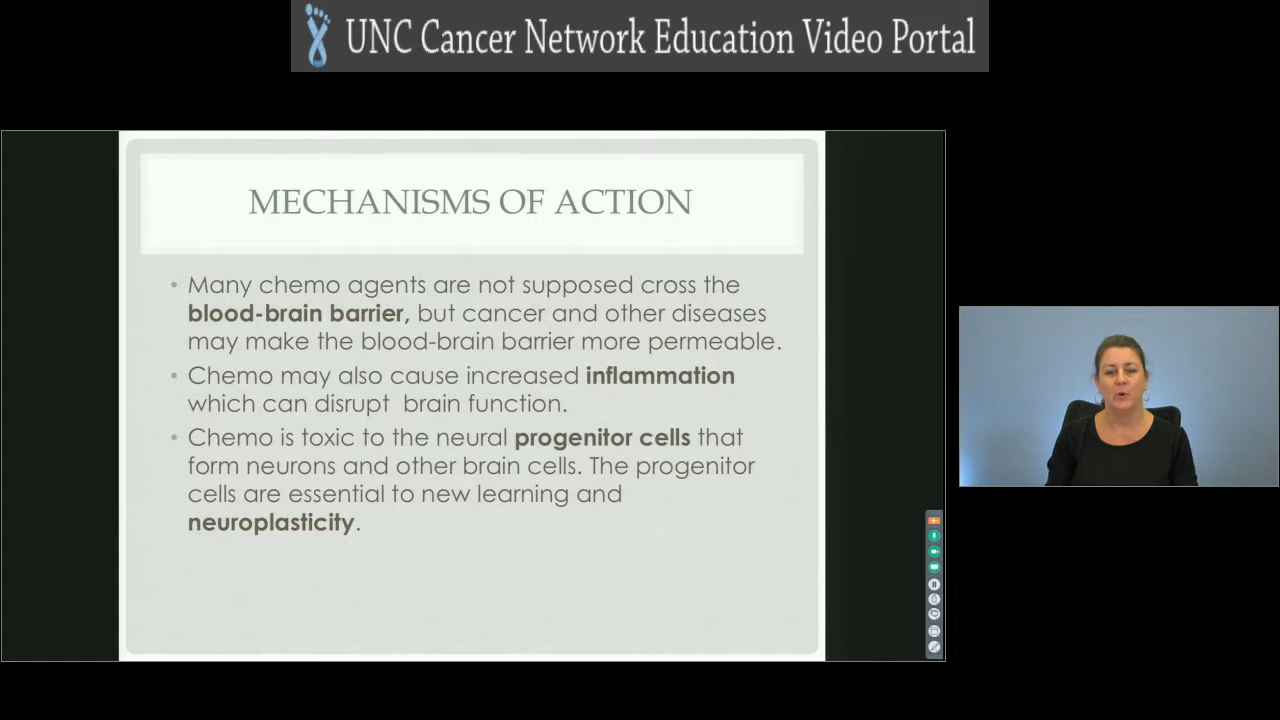 UNC Cancer Network Education Video Portal
MECHANISMS OF ACTION
• Many chemo agents are not supposed cross the
blood-brain barrier, but cancer and other diseases
may make the blood-brain barrier more permeable.
• Chemo may also cause increased inflammation
which can disrupt brain function.
• Chemo is toxic to the neural progenitor cells that
form neurons and other brain cells. The progenitor
cells are essential to new learning and
neuroplasticity.